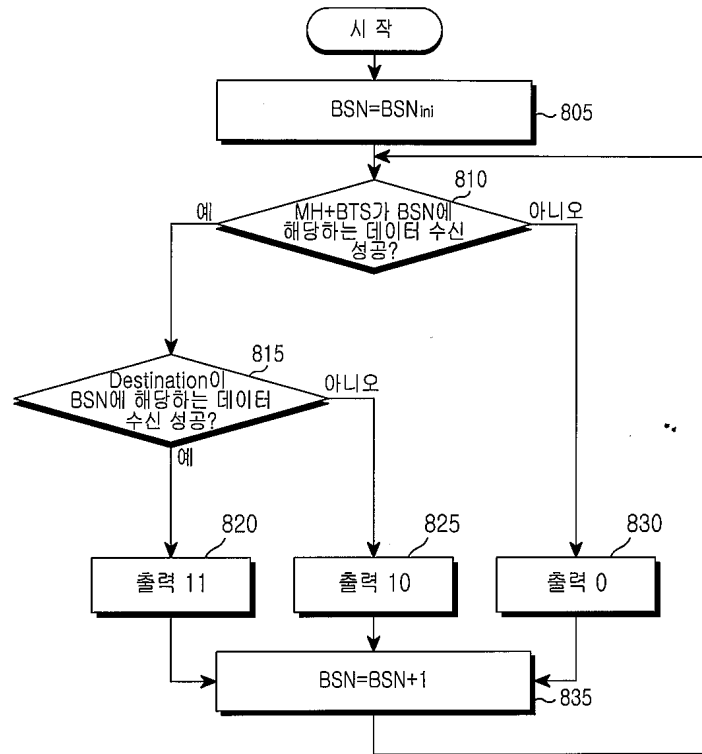 시 작
BSN=BSNini
805
810
MH+BTS가 BSN에
해당하는 데이터 수신
성공?
예
아니오
815
Destination이
BSN에 해당하는 데이터
수신 성공?
아니오
예
820
825
830
출력 11
출력 10
출력 0
BSN=BSN+1
835